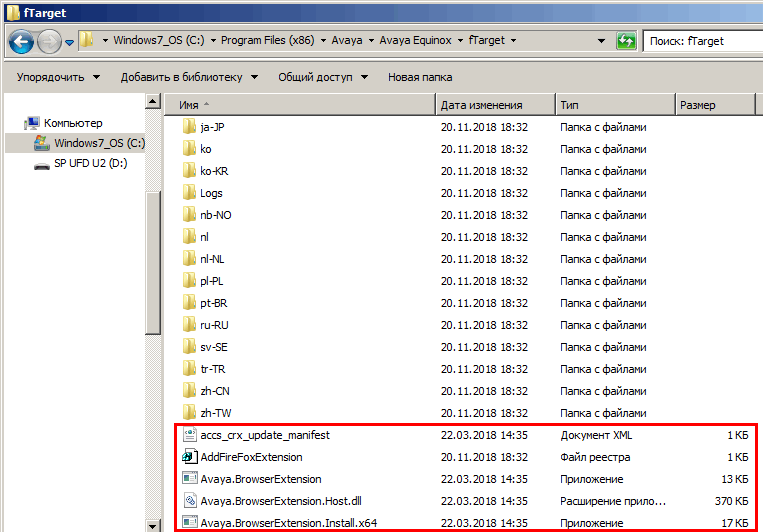 fTarget
Windows7_OS (C:) Program Files (x86) Avaya Avaya Equinox fTarget Поиск: fTarget
Упорядочить Добавить в библиотеку Общий доступ Новая папка
Компьютер
Windows7_OS (C:)
SP UFD U2 (D:)
Имя Дата изменения Тип Размер
ja-JP 20.11.2018 18:32 Папка с файлами
ko 20.11.2018 18:32 Папка с файлами
ko-KR 20.11.2018 18:32 Папка с файлами
Logs 20.11.2018 18:32 Папка с файлами
nb-NO 20.11.2018 18:32 Папка с файлами
nl 20.11.2018 18:32 Папка с файлами
nl-NL 20.11.2018 18:32 Папка с файлами
pl-PL 20.11.2018 18:32 Папка с файлами
pt-BR 20.11.2018 18:32 Папка с файлами
ru-RU 20.11.2018 18:32 Папка с файлами
sv-SE 20.11.2018 18:32 Папка с файлами
tr-TR 20.11.2018 18:32 Папка с файлами
zh-CN 20.11.2018 18:32 Папка с файлами
zh-TW 20.11.2018 18:32 Папка с файлами
accs_crx_update_manifest 22.03.2018 14:35 Документ XML 1 КБ
AddFireFoxExtension 20.11.2018 18:32 Файл реестра 1 КБ
Avaya.BrowserExtension 22.03.2018 14:35 Приложение 13 КБ
Avaya.BrowserExtension.Host.dll 22.03.2018 14:35 Расширение прило... 370 КБ
Avaya.BrowserExtension.Install.x64 22.03.2018 14:35 Приложение 17 КБ